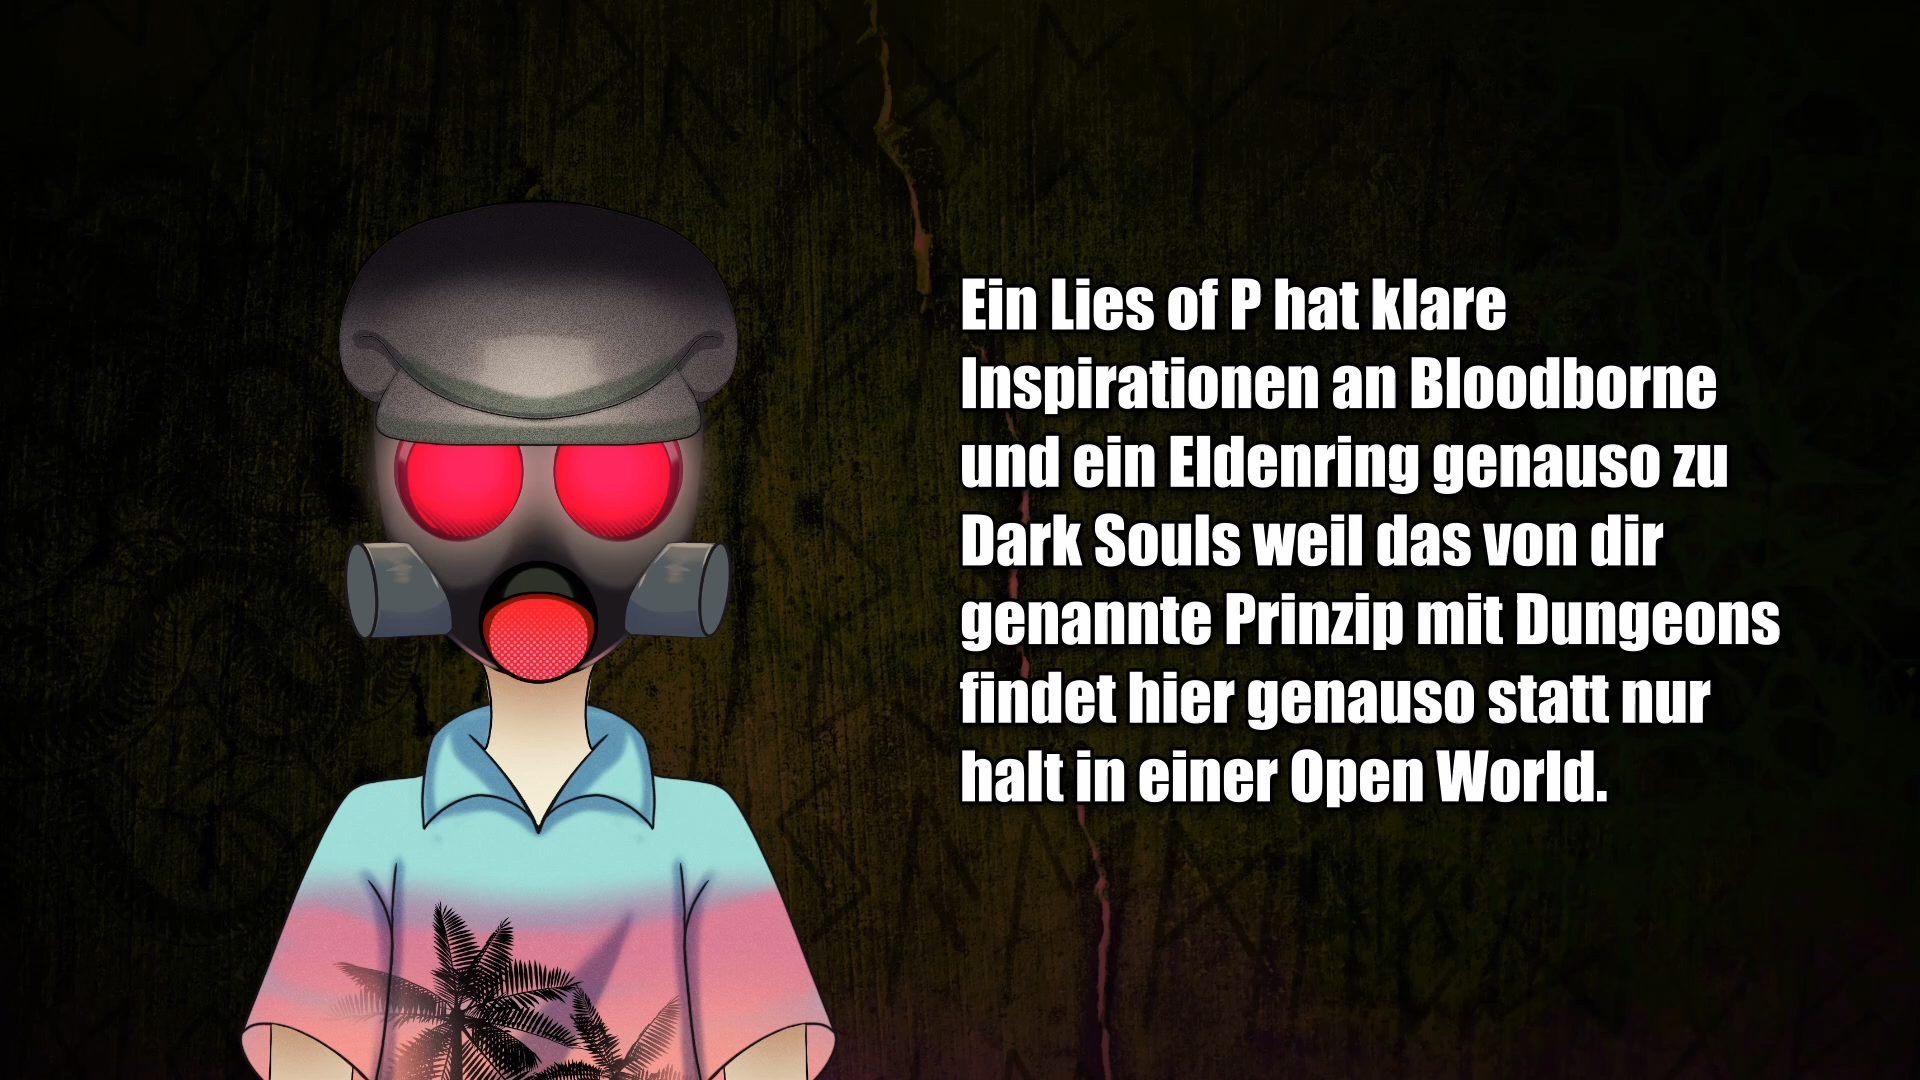 Ein Lies of P hat klare
Inspirationen an Bloodborne
und ein Eldenring genauso zu
Dark Souls weil das von dir
genannte Prinzip mit Dungeons
findet hier genauso statt nur
halt in einer Open World.